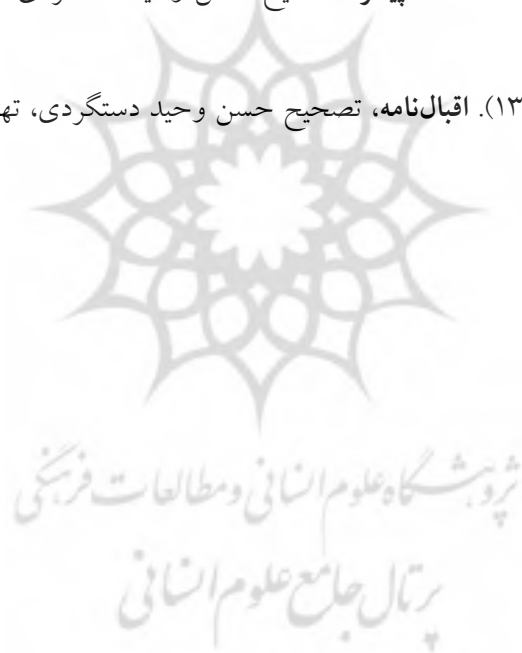 ۱۳). اقبال‌نامه، تصحیح حسن وحید دستگردی، ته
پژوهشگاه علوم انسانی و مطالعات فرهنگی
پرتال جامع علوم انسانی